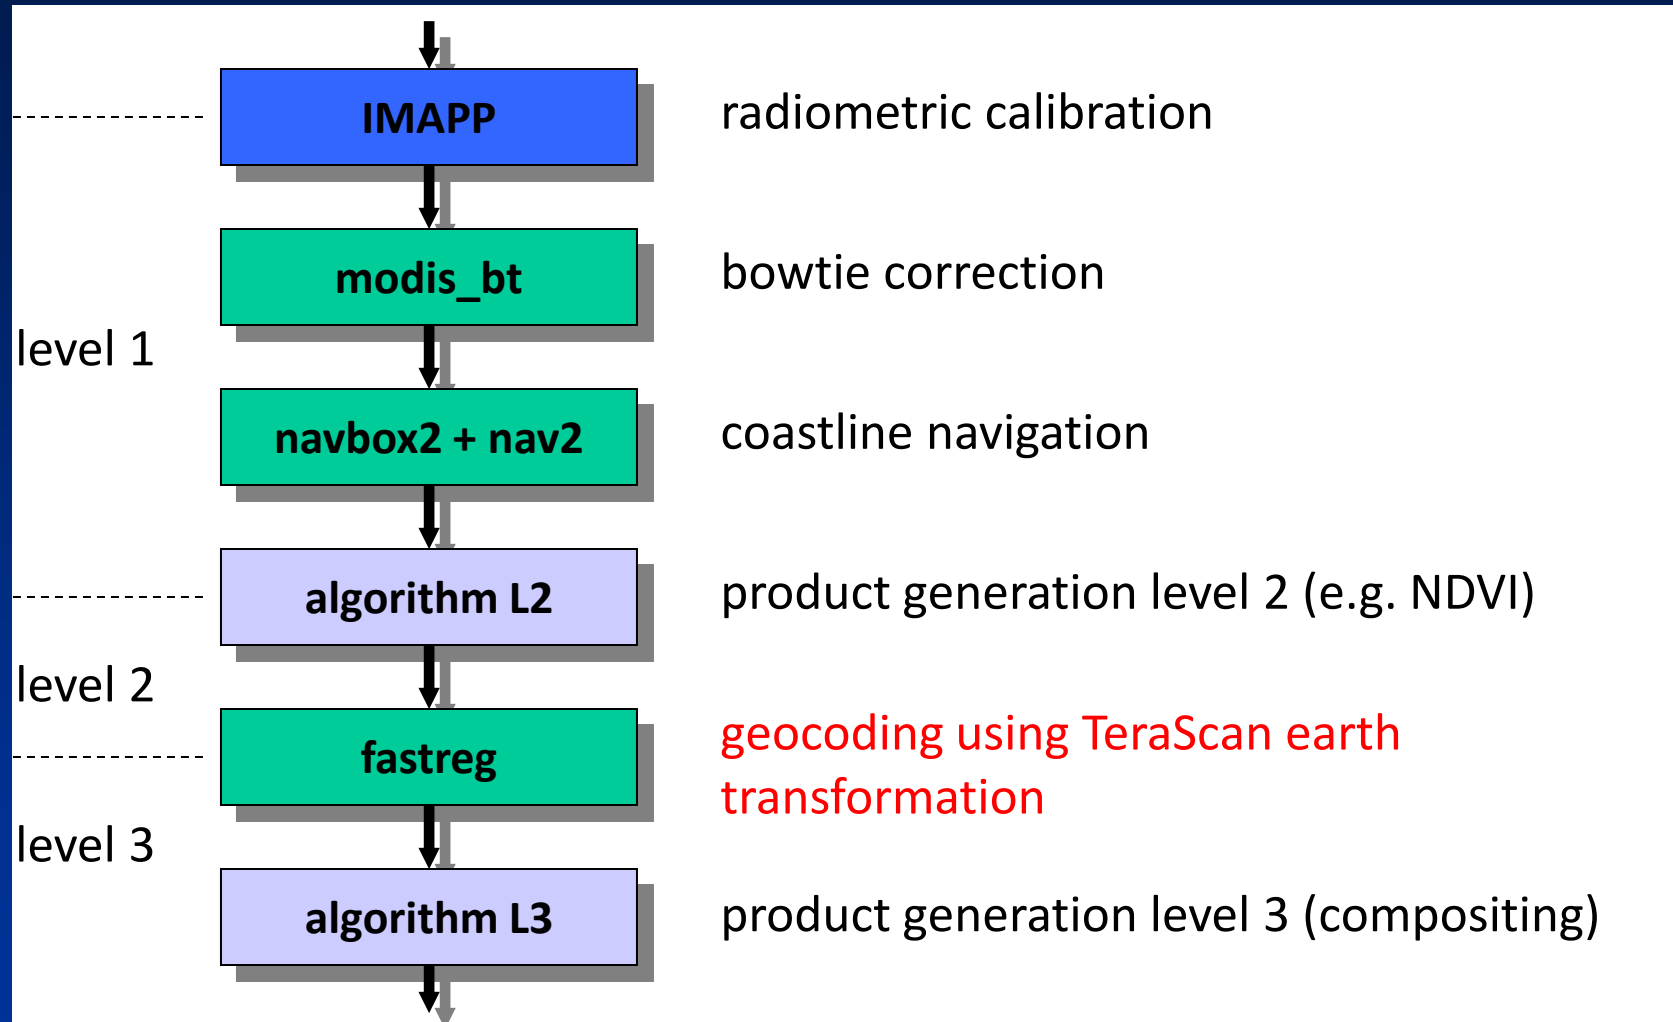 IMAPP
radiometric calibration
modis_bt
bowtie correction
level 1
navbox2 + nav2
coastline navigation
algorithm L2
product generation level 2 (e.g. NDVI)
level 2
fastreg
geocoding using TeraScan earth
transformation
level 3
algorithm L3
product generation level 3 (compositing)